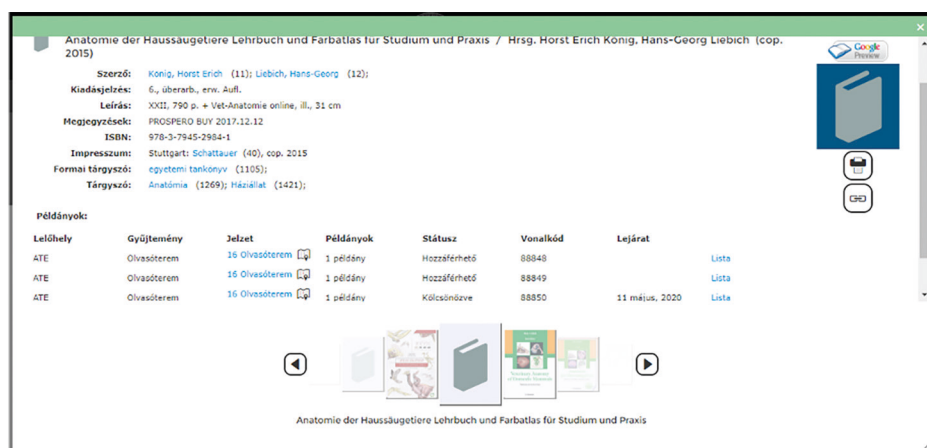 Anatomie der Haussäugetiere Lehrbuch und Farbatlas für Studium und Praxis / Hrsg. Horst Erich König, Hans-Georg Liebich (cop.
2015)
Google
Preview
Szerző: König, Horst Erich (11); Liebich, Hans-Georg (12);
Kiadásjelzés: 6., überarb., erw. Aufl.
Leírás: XXII, 790 p. + Vet-Anatomie online, ill., 31 cm
Megjegyzések: PROSPERO BUY 2017.12.12
ISBN: 978-3-7945-2984-1
Impresszum: Stuttgart: Schattauer (40), cop. 2015
Formai tárgyszó: egyetemi tankönyv (1105);
Tárgyszó: Anatómia (1269); Háziállat (1421);
Példányok:
Lelőhely Gyűjtemény Jelzet Példányok Státusz Vonalkód Lejárat
ATE Olvasóterem 16 Olvasóterem 1 példány Hozzáférhető 88848 Lista
ATE Olvasóterem 16 Olvasóterem 1 példány Hozzáférhető 88849 Lista
ATE Olvasóterem 16 Olvasóterem 1 példány Kölcsönözve 88850 11 május, 2020 Lista
Veterinary Anatomy
of Domestic Mammals
Anatomie der Haussäugetiere Lehrbuch und Farbatlas für Studium und Praxis